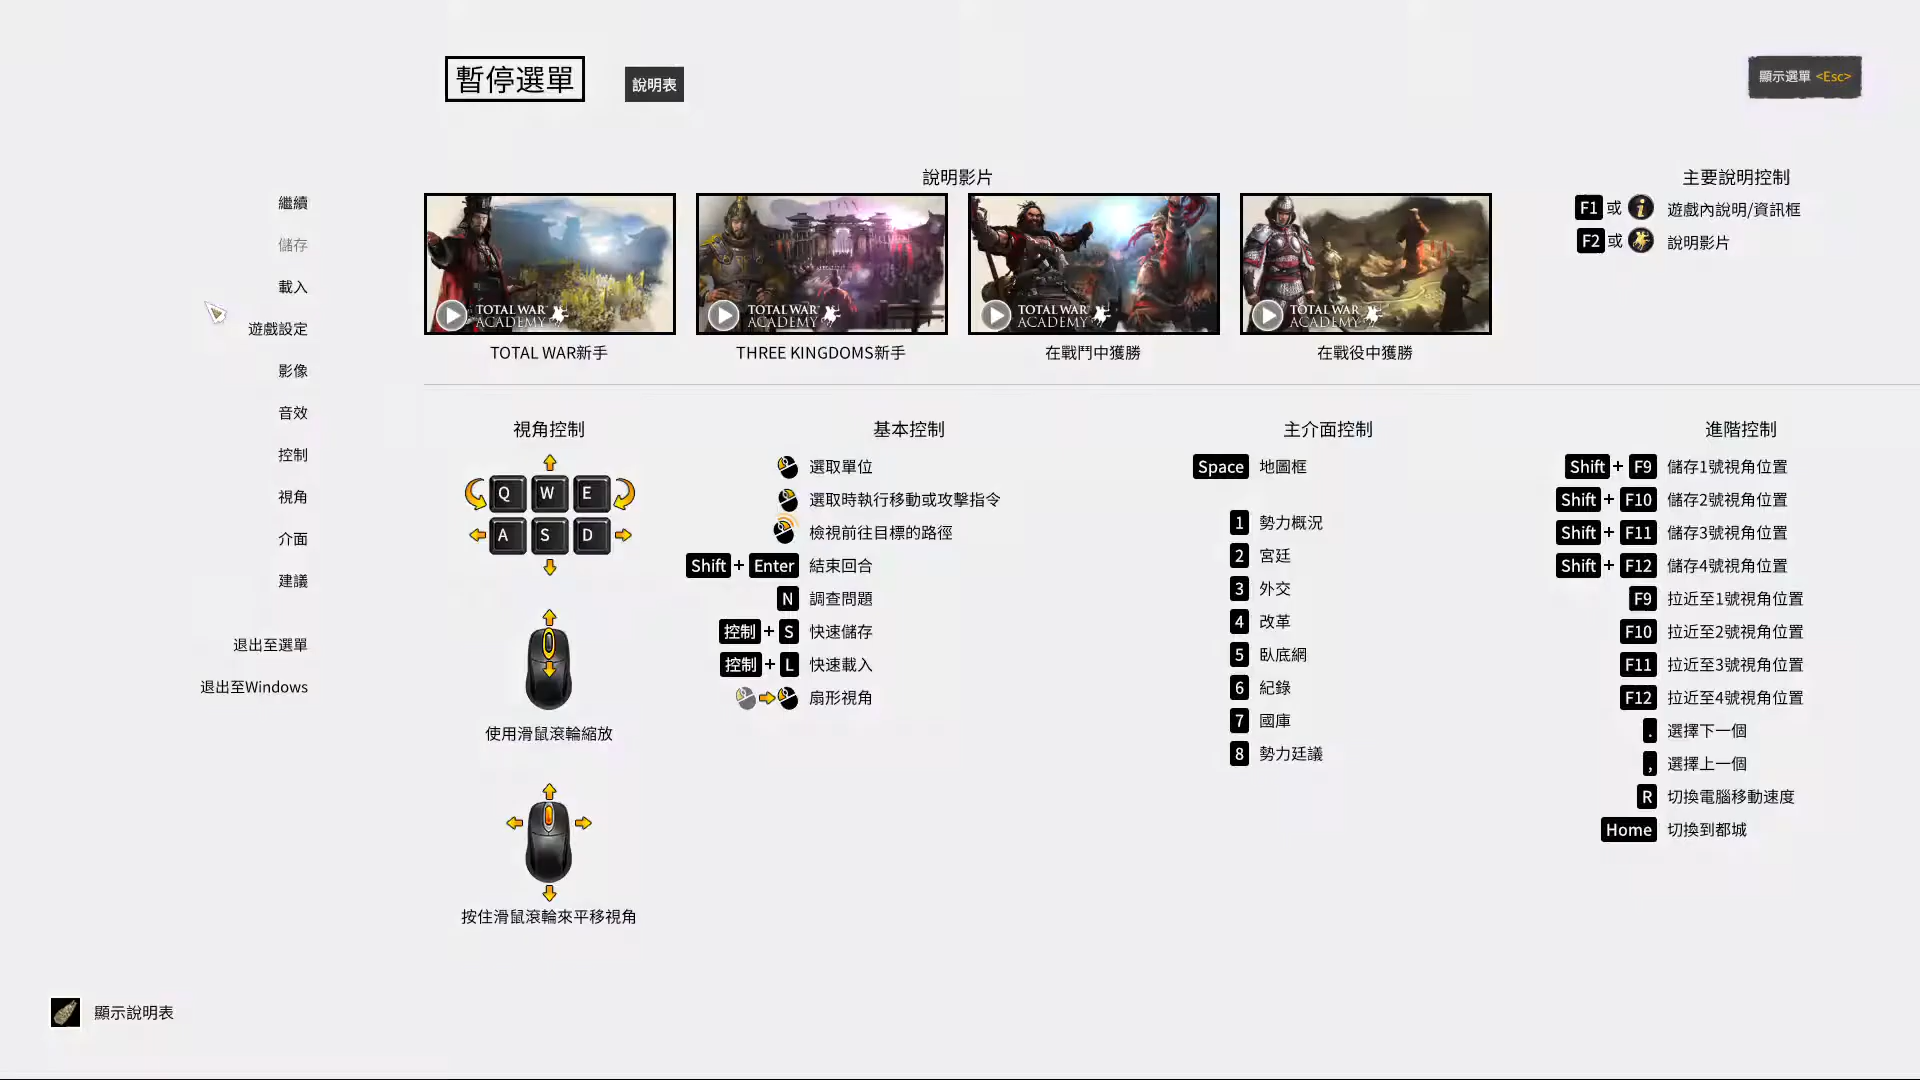 暫停選單
說明表
顯示選單 <Esc>
繼續
儲存
載入
遊戲設定
影像
音效
控制
視角
介面
建議
退出至選單
退出至Windows
顯示說明表
說明影片
TOTAL WAR
ACADEMY
TOTAL WAR新手
TOTAL WAR
ACADEMY
THREE KINGDOMS新手
TOTAL WAR
ACADEMY
在戰鬥中獲勝
TOTAL WAR
ACADEMY
在戰役中獲勝
主要說明控制
F1 或 i 遊戲內說明/資訊框
F2 或 說明影片
視角控制
Q W E
A S D
使用滑鼠滾輪縮放
按住滑鼠滾輪來平移視角
基本控制
選取單位
選取時執行移動或攻擊指令
檢視前往目標的路徑
Shift + Enter 結束回合
N 調查問題
控制 + S 快速儲存
控制 + L 快速載入
扇形視角
主介面控制
Space 地圖框
1 勢力概況
2 宮廷
3 外交
4 改革
5 臥底網
6 紀錄
7 國庫
8 勢力廷議
進階控制
Shift + F9 儲存1號視角位置
Shift + F10 儲存2號視角位置
Shift + F11 儲存3號視角位置
Shift + F12 儲存4號視角位置
F9 拉近至1號視角位置
F10 拉近至2號視角位置
F11 拉近至3號視角位置
F12 拉近至4號視角位置
. 選擇下一個
, 選擇上一個
R 切換電腦移動速度
Home 切換到都城